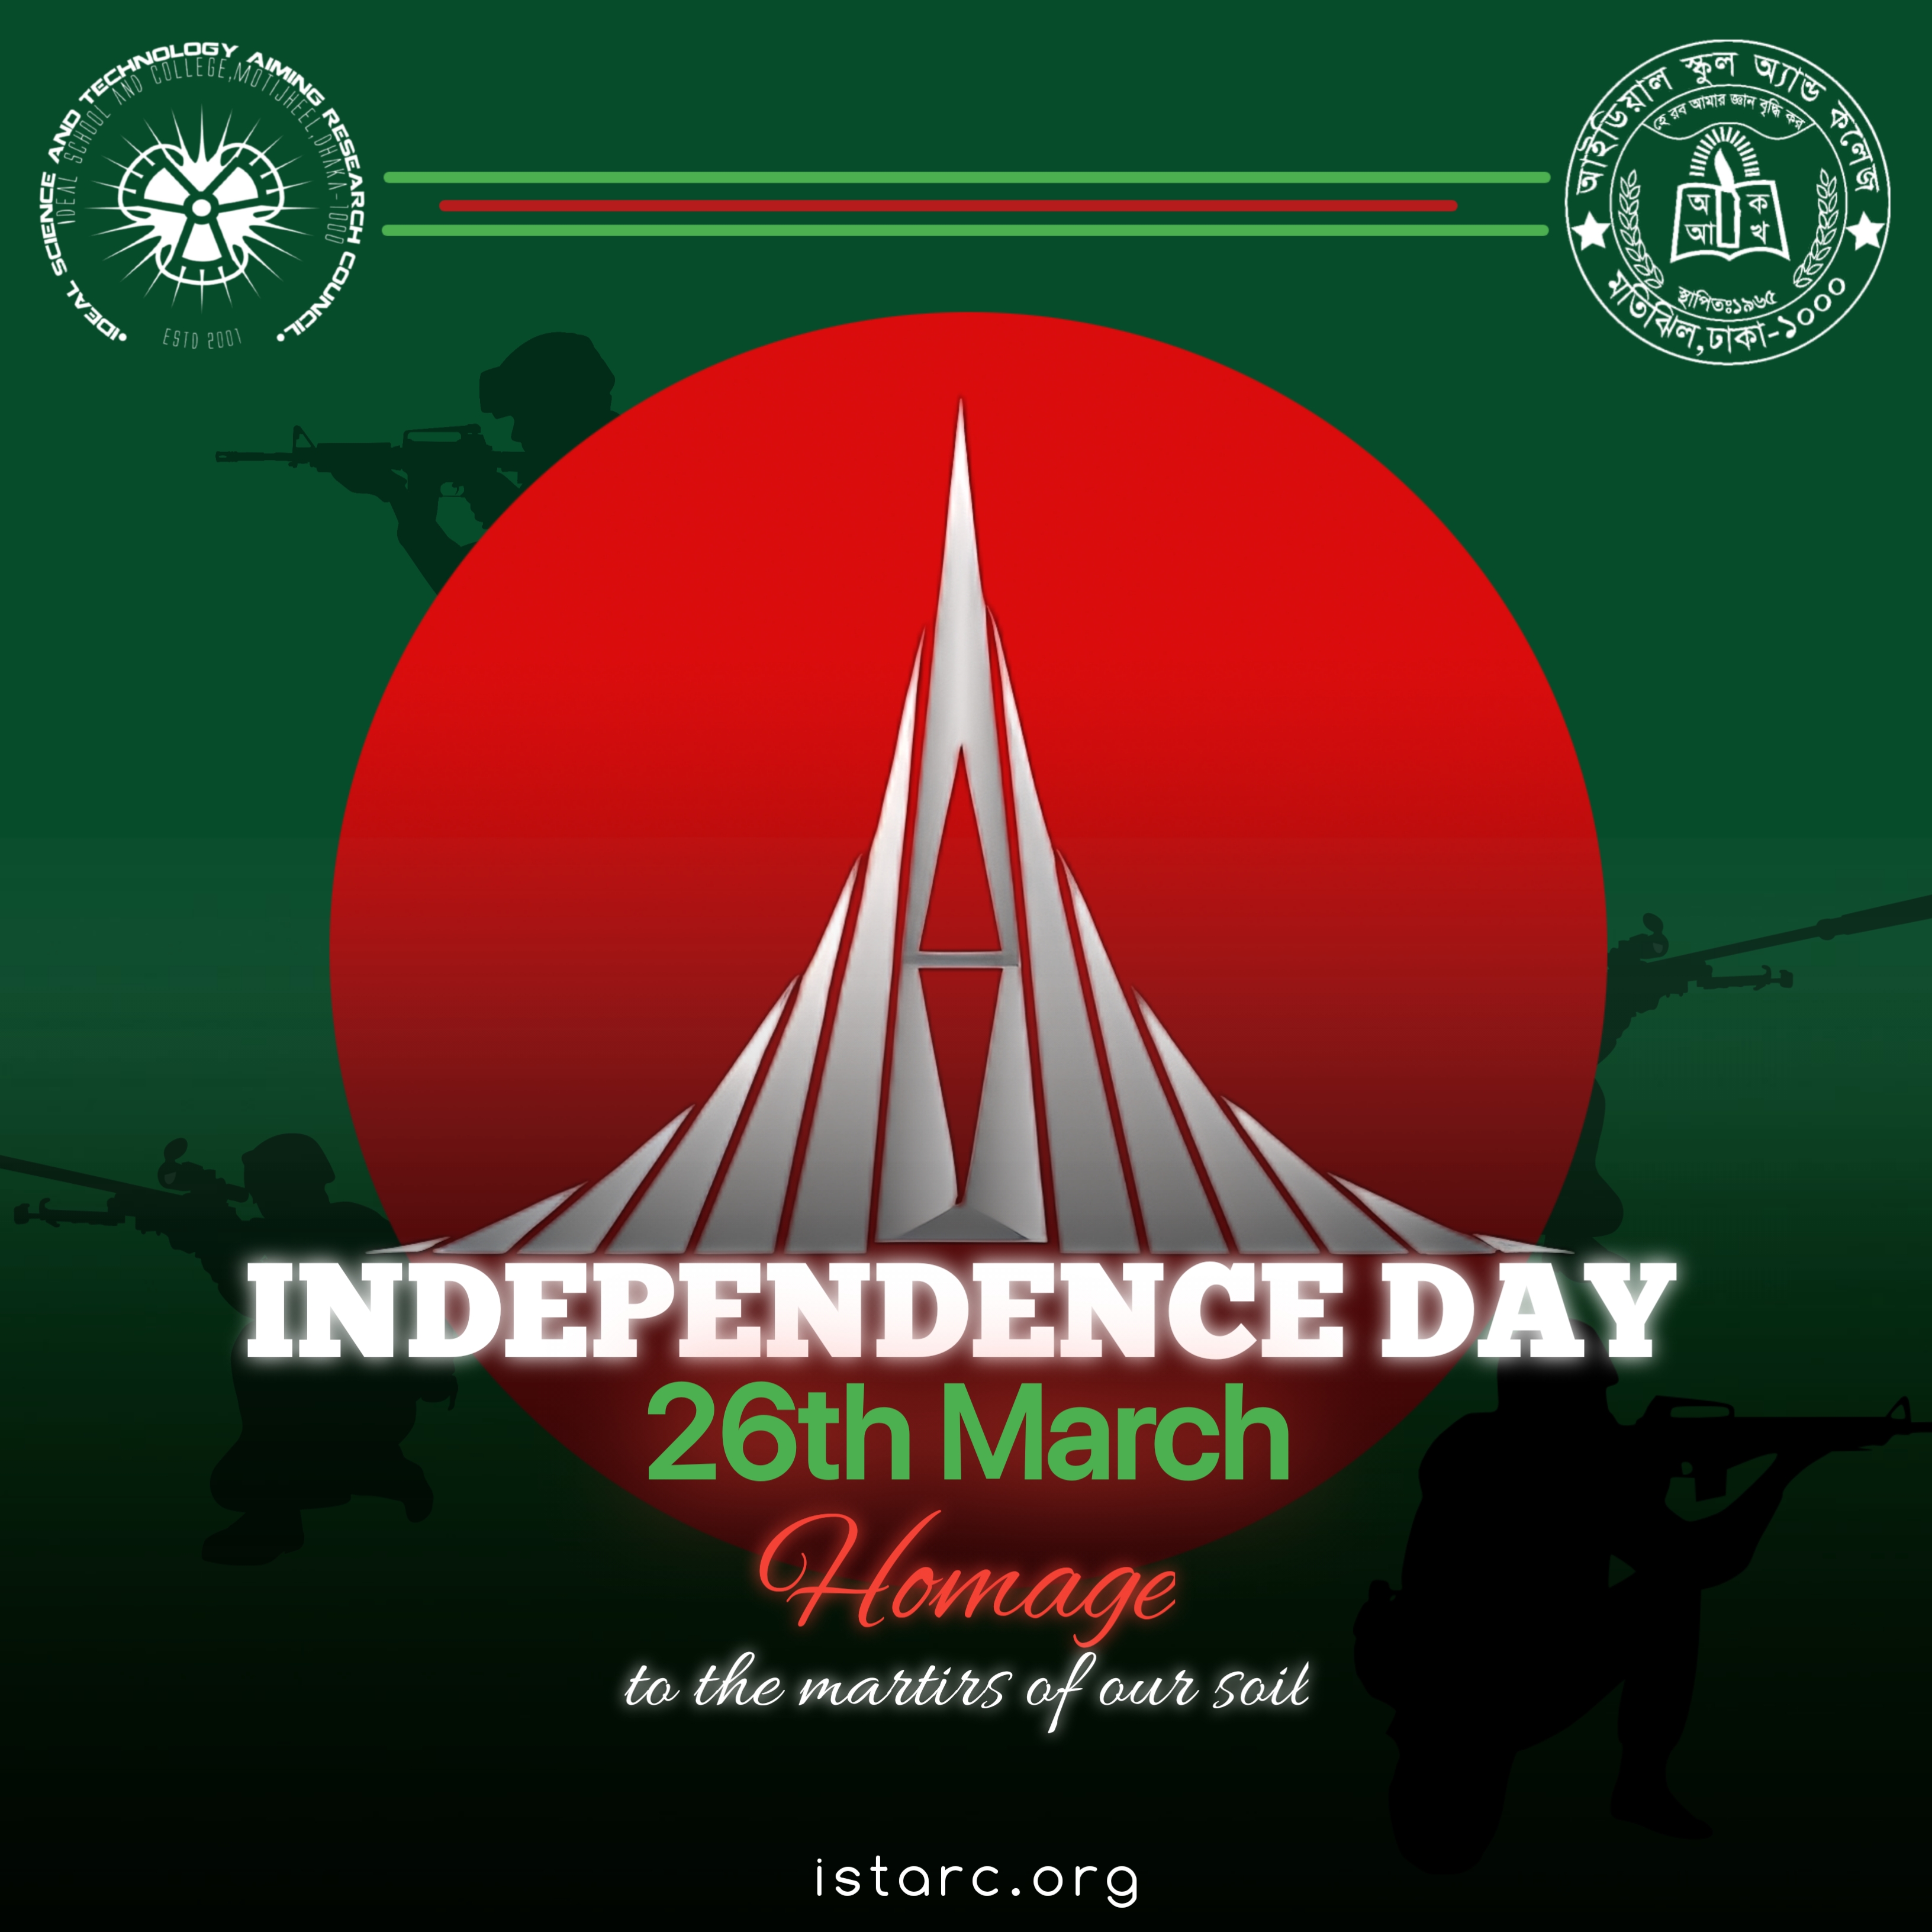 IDEAL SCIENCE AND TECHNOLOGY AIMING RESEARCH COUNCIL
IDEAL SCHOOL AND COLLEGE, MOTIJHEEL, DHAKA-1000
ESTD 2001
আইডিয়াল স্কুল অ্যান্ড কলেজ
হে রব আমার জ্ঞান বৃদ্ধি কর
অ ক
আ খ
স্থাপিতঃ১৯৬৫
মতিঝিল,ঢাকা-১০০০
INDEPENDENCE DAY
26th March
Homage
to the martirs of our soil
istarc.org